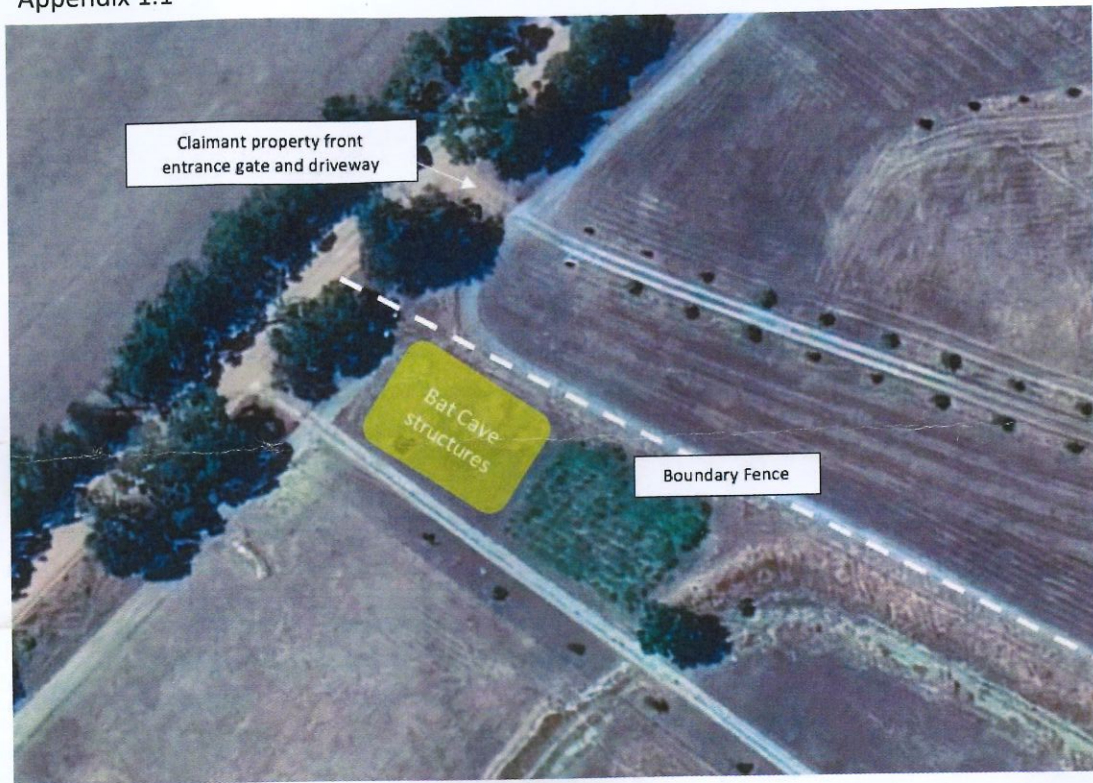 Appendix 1.1
Claimant property front
entrance gate and driveway
Bat Cave
structures
Boundary Fence